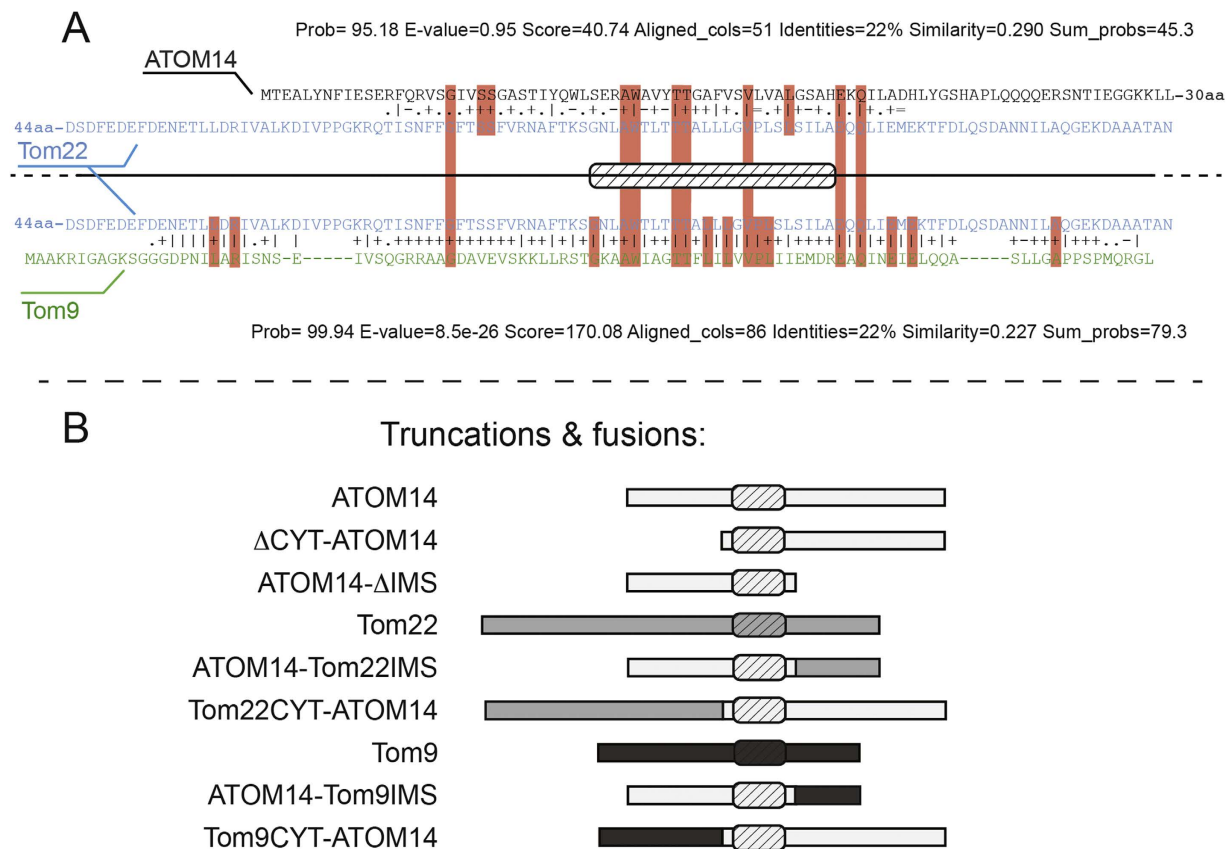 A
Prob= 95.18 E-value=0.95 Score=40.74 Aligned_cols=51 Identities=22% Similarity=0.290 Sum_probs=45.3
ATOM14
MTEALYNFIESERFQRVSGIVSSGASTIYQWLSERAWAVYTTGAFVSVLVALGSAHEKQILADHLYGSHAPLQQQQERSNTIEGGKKLL-30aa
44aa-DSDFEDEFDENETLLDRIVALKDIVPPGKRQTISNFFGFTSSFVRNAFTKSGNLAWTLTTTALLLGVPLSLSILAEQQLIEMEKTFDLQSDANNILAQGEKDAAATAN
Tom22
44aa-DSDFEDEFDENETLLDRIVALKDIVPPGKRQTISNFFGFTSSFVRNAFTKSGNLAWTLTTTALLLGVPLSLSILAEQQLIEMEKTFDLQSDANNILAQGEKDAAATAN
MAAKRIGAGKSGGGDPNILARISNS-E-----IVSQGRRAAGDAVEVSKKLLRSTGKAAWIAGTTFLILVVPLIIEMDREAQINEIELQQA-----SLLGAPPSPMQRGL
Tom9
Prob= 99.94 E-value=8.5e-26 Score=170.08 Aligned_cols=86 Identities=22% Similarity=0.227 Sum_probs=79.3
B
Truncations & fusions:
ATOM14
ΔCYT-ATOM14
ATOM14-ΔIMS
Tom22
ATOM14-Tom22IMS
Tom22CYT-ATOM14
Tom9
ATOM14-Tom9IMS
Tom9CYT-ATOM14